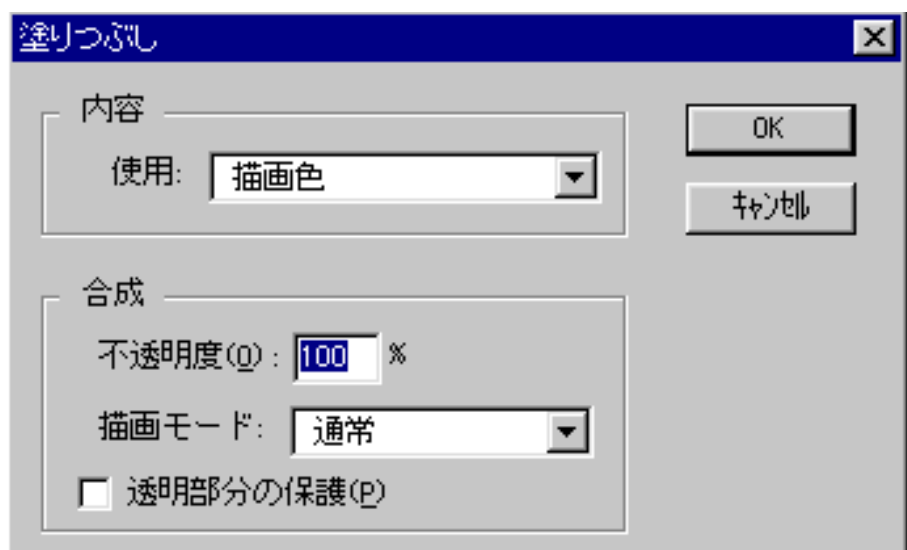 塗りつぶし
内容
使用: 描画色
OK
ｷｬﾝｾﾙ
合成
不透明度(O): 100 %
描画モード: 通常
透明部分の保護(P)